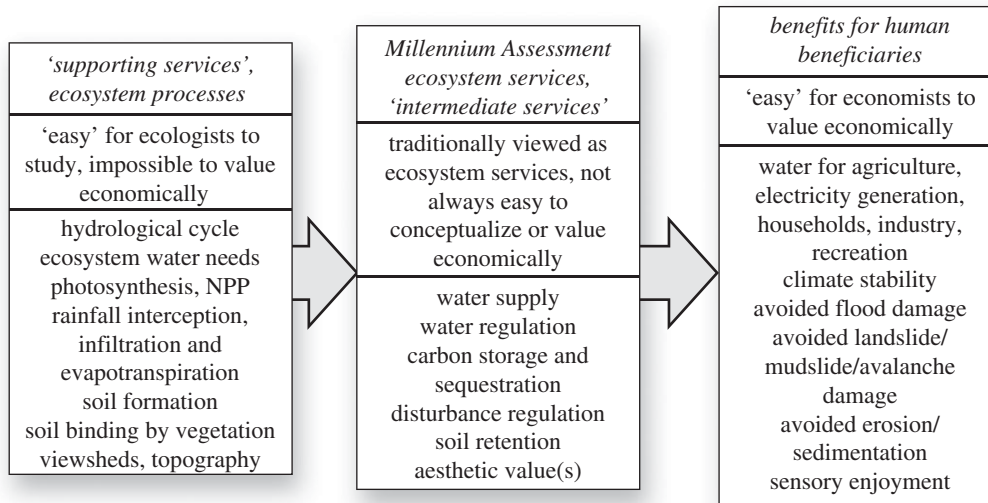 ‘supporting services’,
ecosystem processes
‘easy’ for ecologists to
study, impossible to value
economically
hydrological cycle
ecosystem water needs
photosynthesis, NPP
rainfall interception,
infiltration and
evapotranspiration
soil formation
soil binding by vegetation
viewsheds, topography
Millennium Assessment
ecosystem services,
‘intermediate services’
traditionally viewed as
ecosystem services, not
always easy to
conceptualize or value
economically
water supply
water regulation
carbon storage and
sequestration
disturbance regulation
soil retention
aesthetic value(s)
benefits for human
beneficiaries
‘easy’ for economists to
value economically
water for agriculture,
electricity generation,
households, industry,
recreation
climate stability
avoided flood damage
avoided landslide/
mudslide/avalanche
damage
avoided erosion/
sedimentation
sensory enjoyment